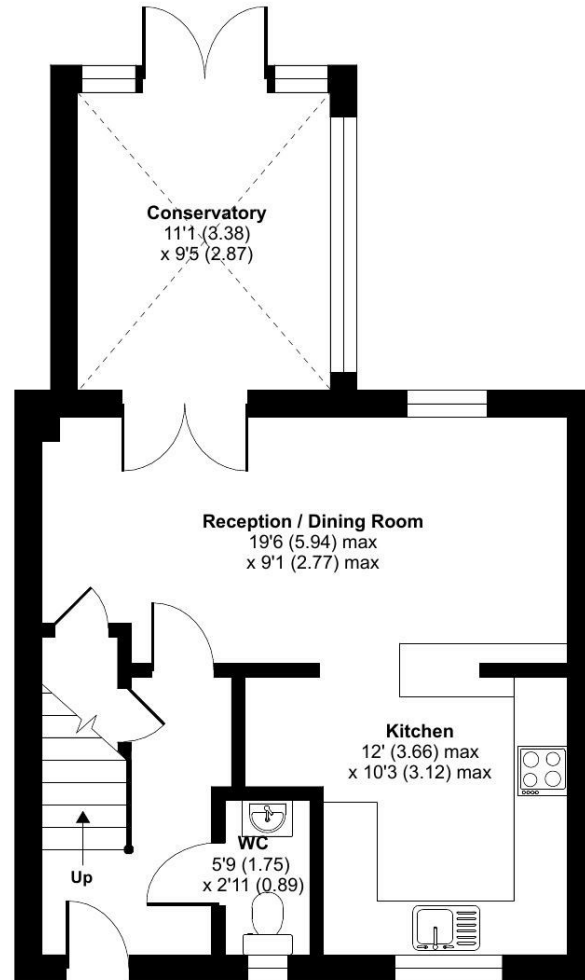 Conservatory
11'1 (3.38)
x 9'5 (2.87)
Reception / Dining Room
19'6 (5.94) max
x 9'1 (2.77) max
Kitchen
12' (3.66) max
x 10'3 (3.12) max
WC
5'9 (1.75)
x 2'11 (0.89)
Up